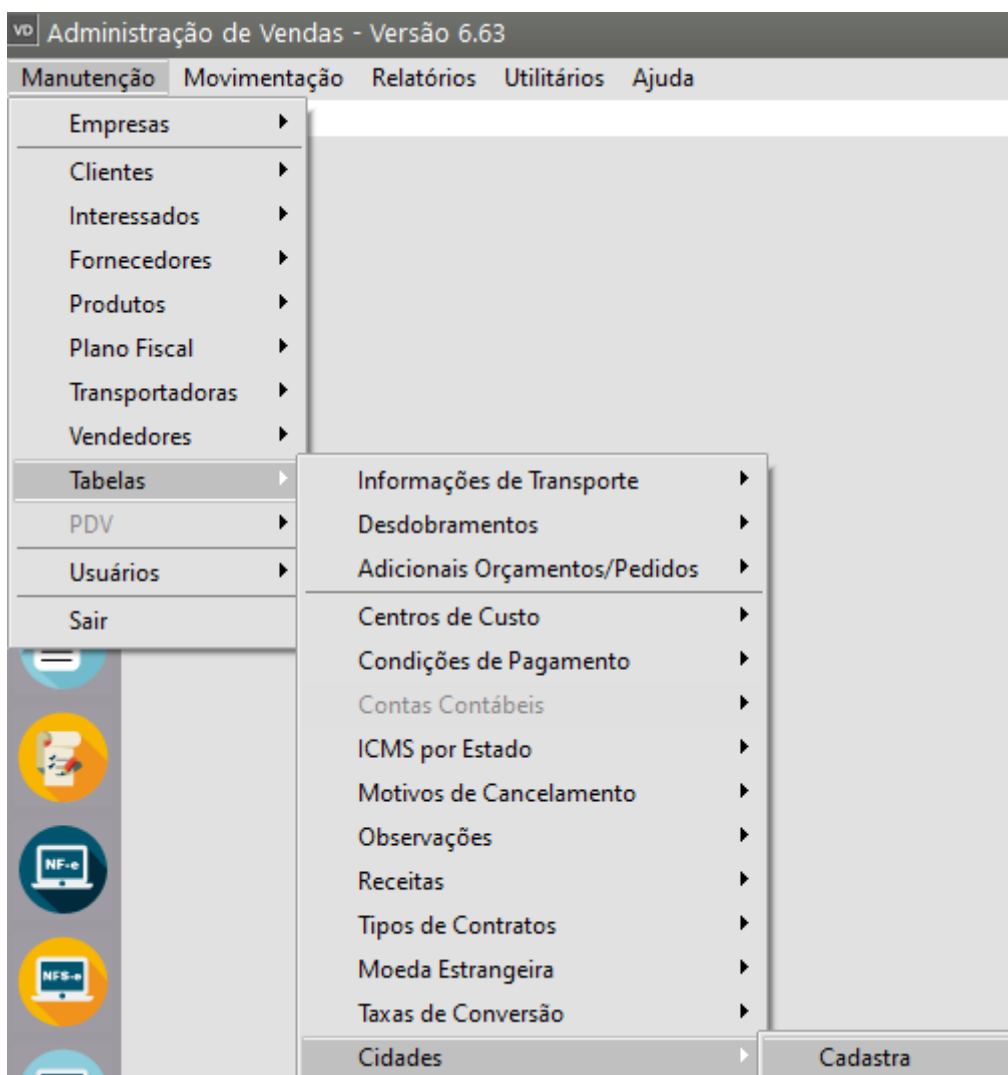 VD Administração de Vendas - Versão 6.63
Manutenção Movimentação Relatórios Utilitários Ajuda
Empresas
Clientes
Interessados
Fornecedores
Produtos
Plano Fiscal
Transportadoras
Vendedores
Tabelas
PDV
Usuários
Sair
Informações de Transporte
Desdobramentos
Adicionais Orçamentos/Pedidos
Centros de Custo
Condições de Pagamento
Contas Contábeis
ICMS por Estado
Motivos de Cancelamento
Observações
Receitas
Tipos de Contratos
Moeda Estrangeira
Taxas de Conversão
Cidades
Cadastra
NF-e
NFS-e